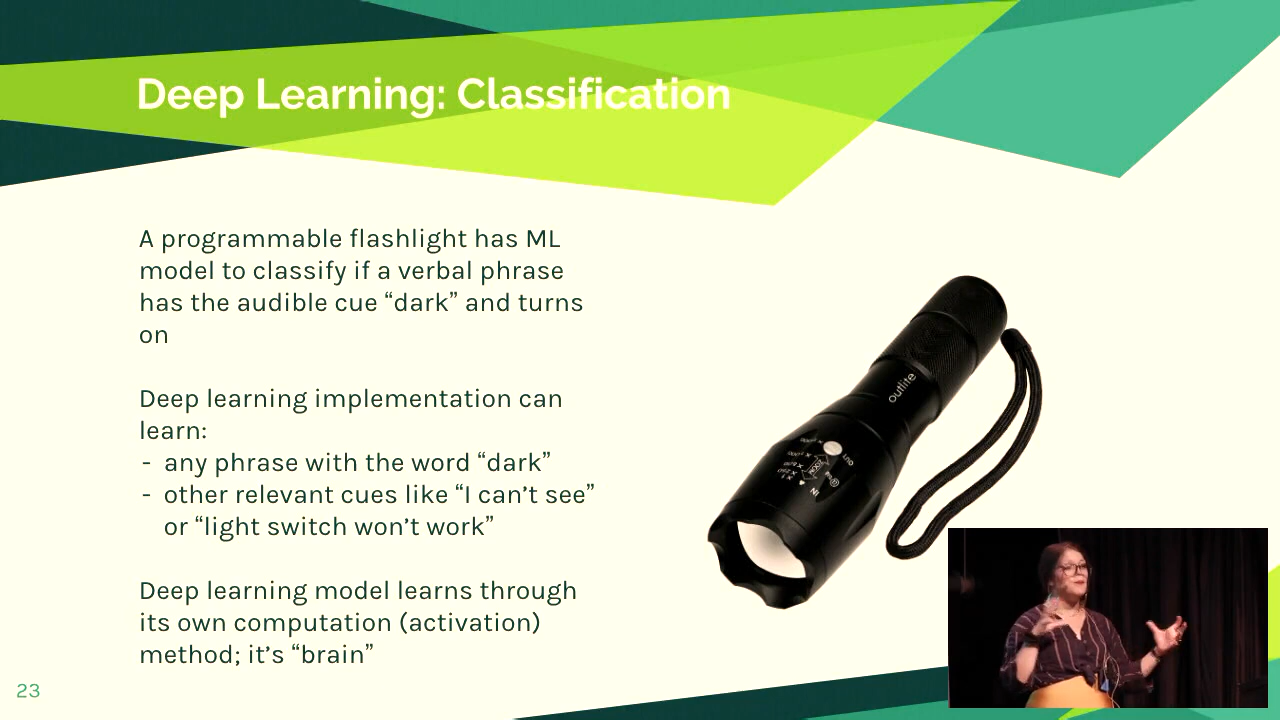 Deep Learning: Classification
A programmable flashlight has ML
model to classify if a verbal phrase
has the audible cue “dark” and turns
on
Deep learning implementation can
learn:
- any phrase with the word “dark”
- other relevant cues like “I can’t see”
or “light switch won’t work”
Deep learning model learns through
its own computation (activation)
method; it’s “brain”
outlite
OUT
ZOOM
IN
23